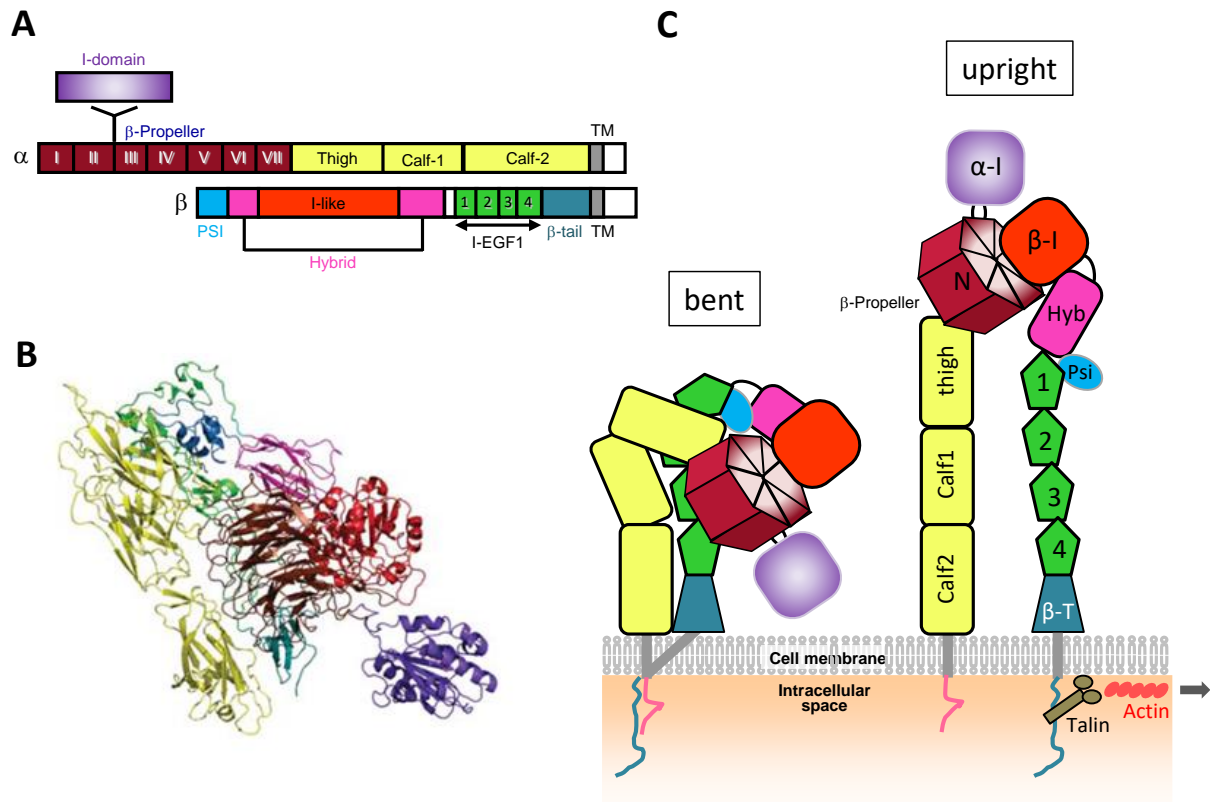 A
I-domain
β-Propeller
TM
α
I II III IV V VI VII Thigh Calf-1 Calf-2
β
I-like
1 2 3 4
PSI
I-EGF1
β-tail
TM
Hybrid
B
C
upright
α-I
β-I
N
Hyb
β-Propeller
bent
thigh
Psi
1
Calf1
2
3
Calf2
4
β-T
Cell membrane
Intracellular
space
Talin
Actin